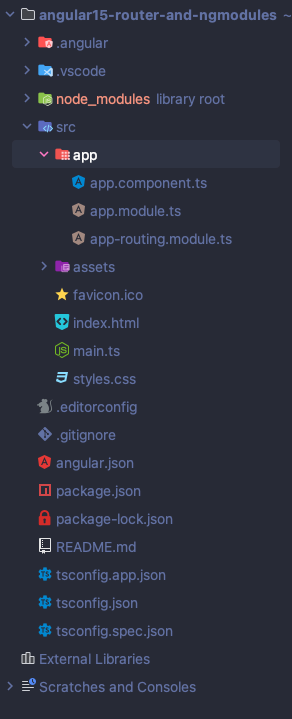 angular15-router-and-ngmodules ~
.angular
.vscode
node_modules library root
src
app
app.component.ts
app.module.ts
app-routing.module.ts
assets
favicon.ico
index.html
main.ts
styles.css
.editorconfig
.gitignore
angular.json
package.json
package-lock.json
README.md
tsconfig.app.json
tsconfig.json
tsconfig.spec.json
External Libraries
Scratches and Consoles